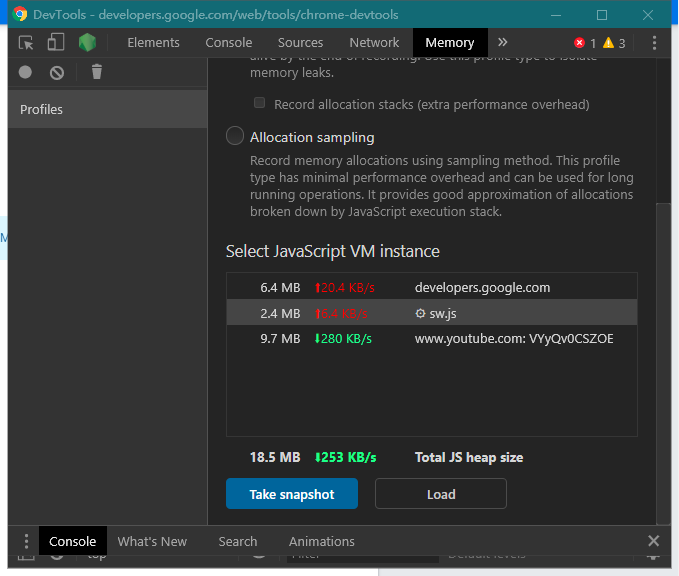 DevTools - developers.google.com/web/tools/chrome-devtools
Elements Console Sources Network Memory » 1 3
alive by the end of recording. Use this profile type to isolate
memory leaks.
Profiles
Record allocation stacks (extra performance overhead)
Allocation sampling
Record memory allocations using sampling method. This profile
type has minimal performance overhead and can be used for long
running operations. It provides good approximation of allocations
broken down by JavaScript execution stack.
Select JavaScript VM instance
6.4 MB ⬆20.4 KB/s developers.google.com
2.4 MB KB/s sw.js
9.7 MB ⬇280 KB/s www.youtube.com: VYyQv0CSZOE
18.5 MB ⬇253 KB/s Total JS heap size
Take snapshot Load
Console What's New Search Animations
top Filter Default levels